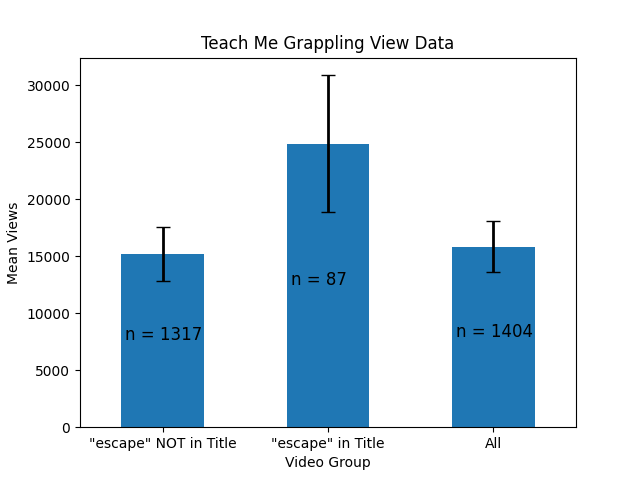 Teach Me Grappling View Data
30000
25000
20000
15000
10000
5000
0
Mean Views
n = 1317
n = 87
n = 1404
"escape" NOT in Title
"escape" in Title
All
Video Group